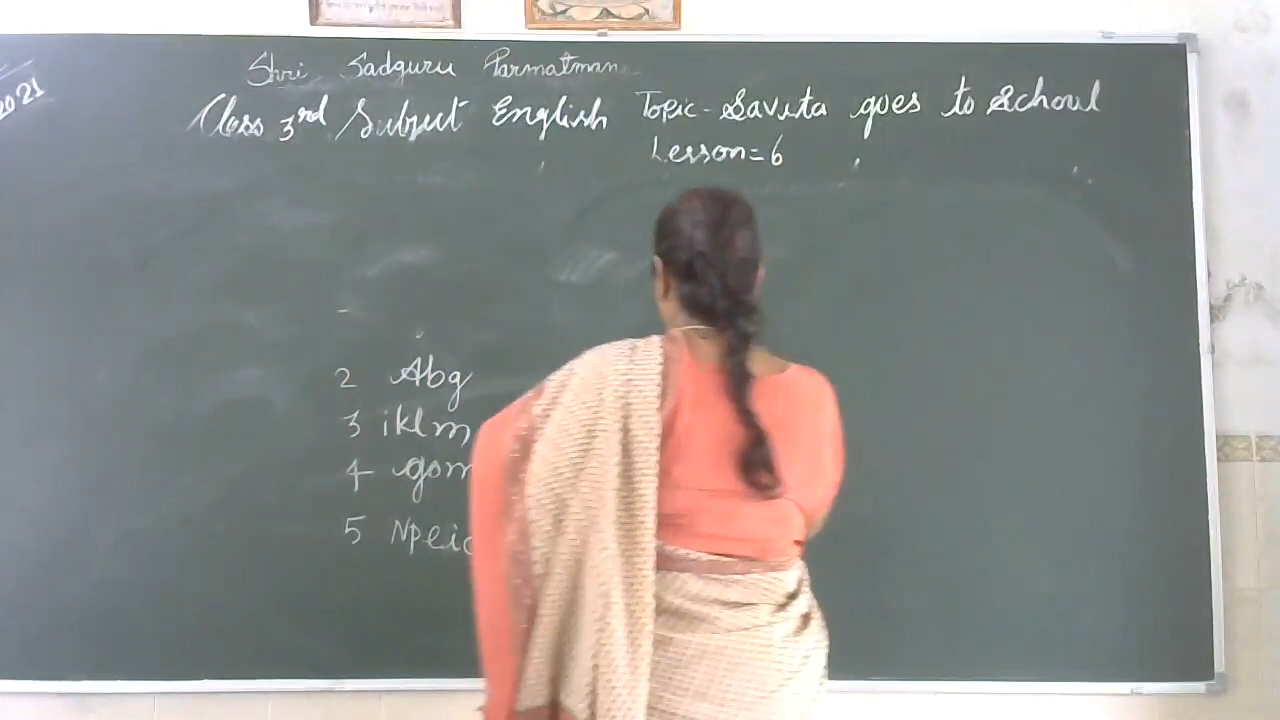 2021
Shri Sadguru Parmatman
Class 3rd Subject English Topic - Savita goes to School
Lesson = 6
2 Abg
3 iklm
4 gom
5 Npeic